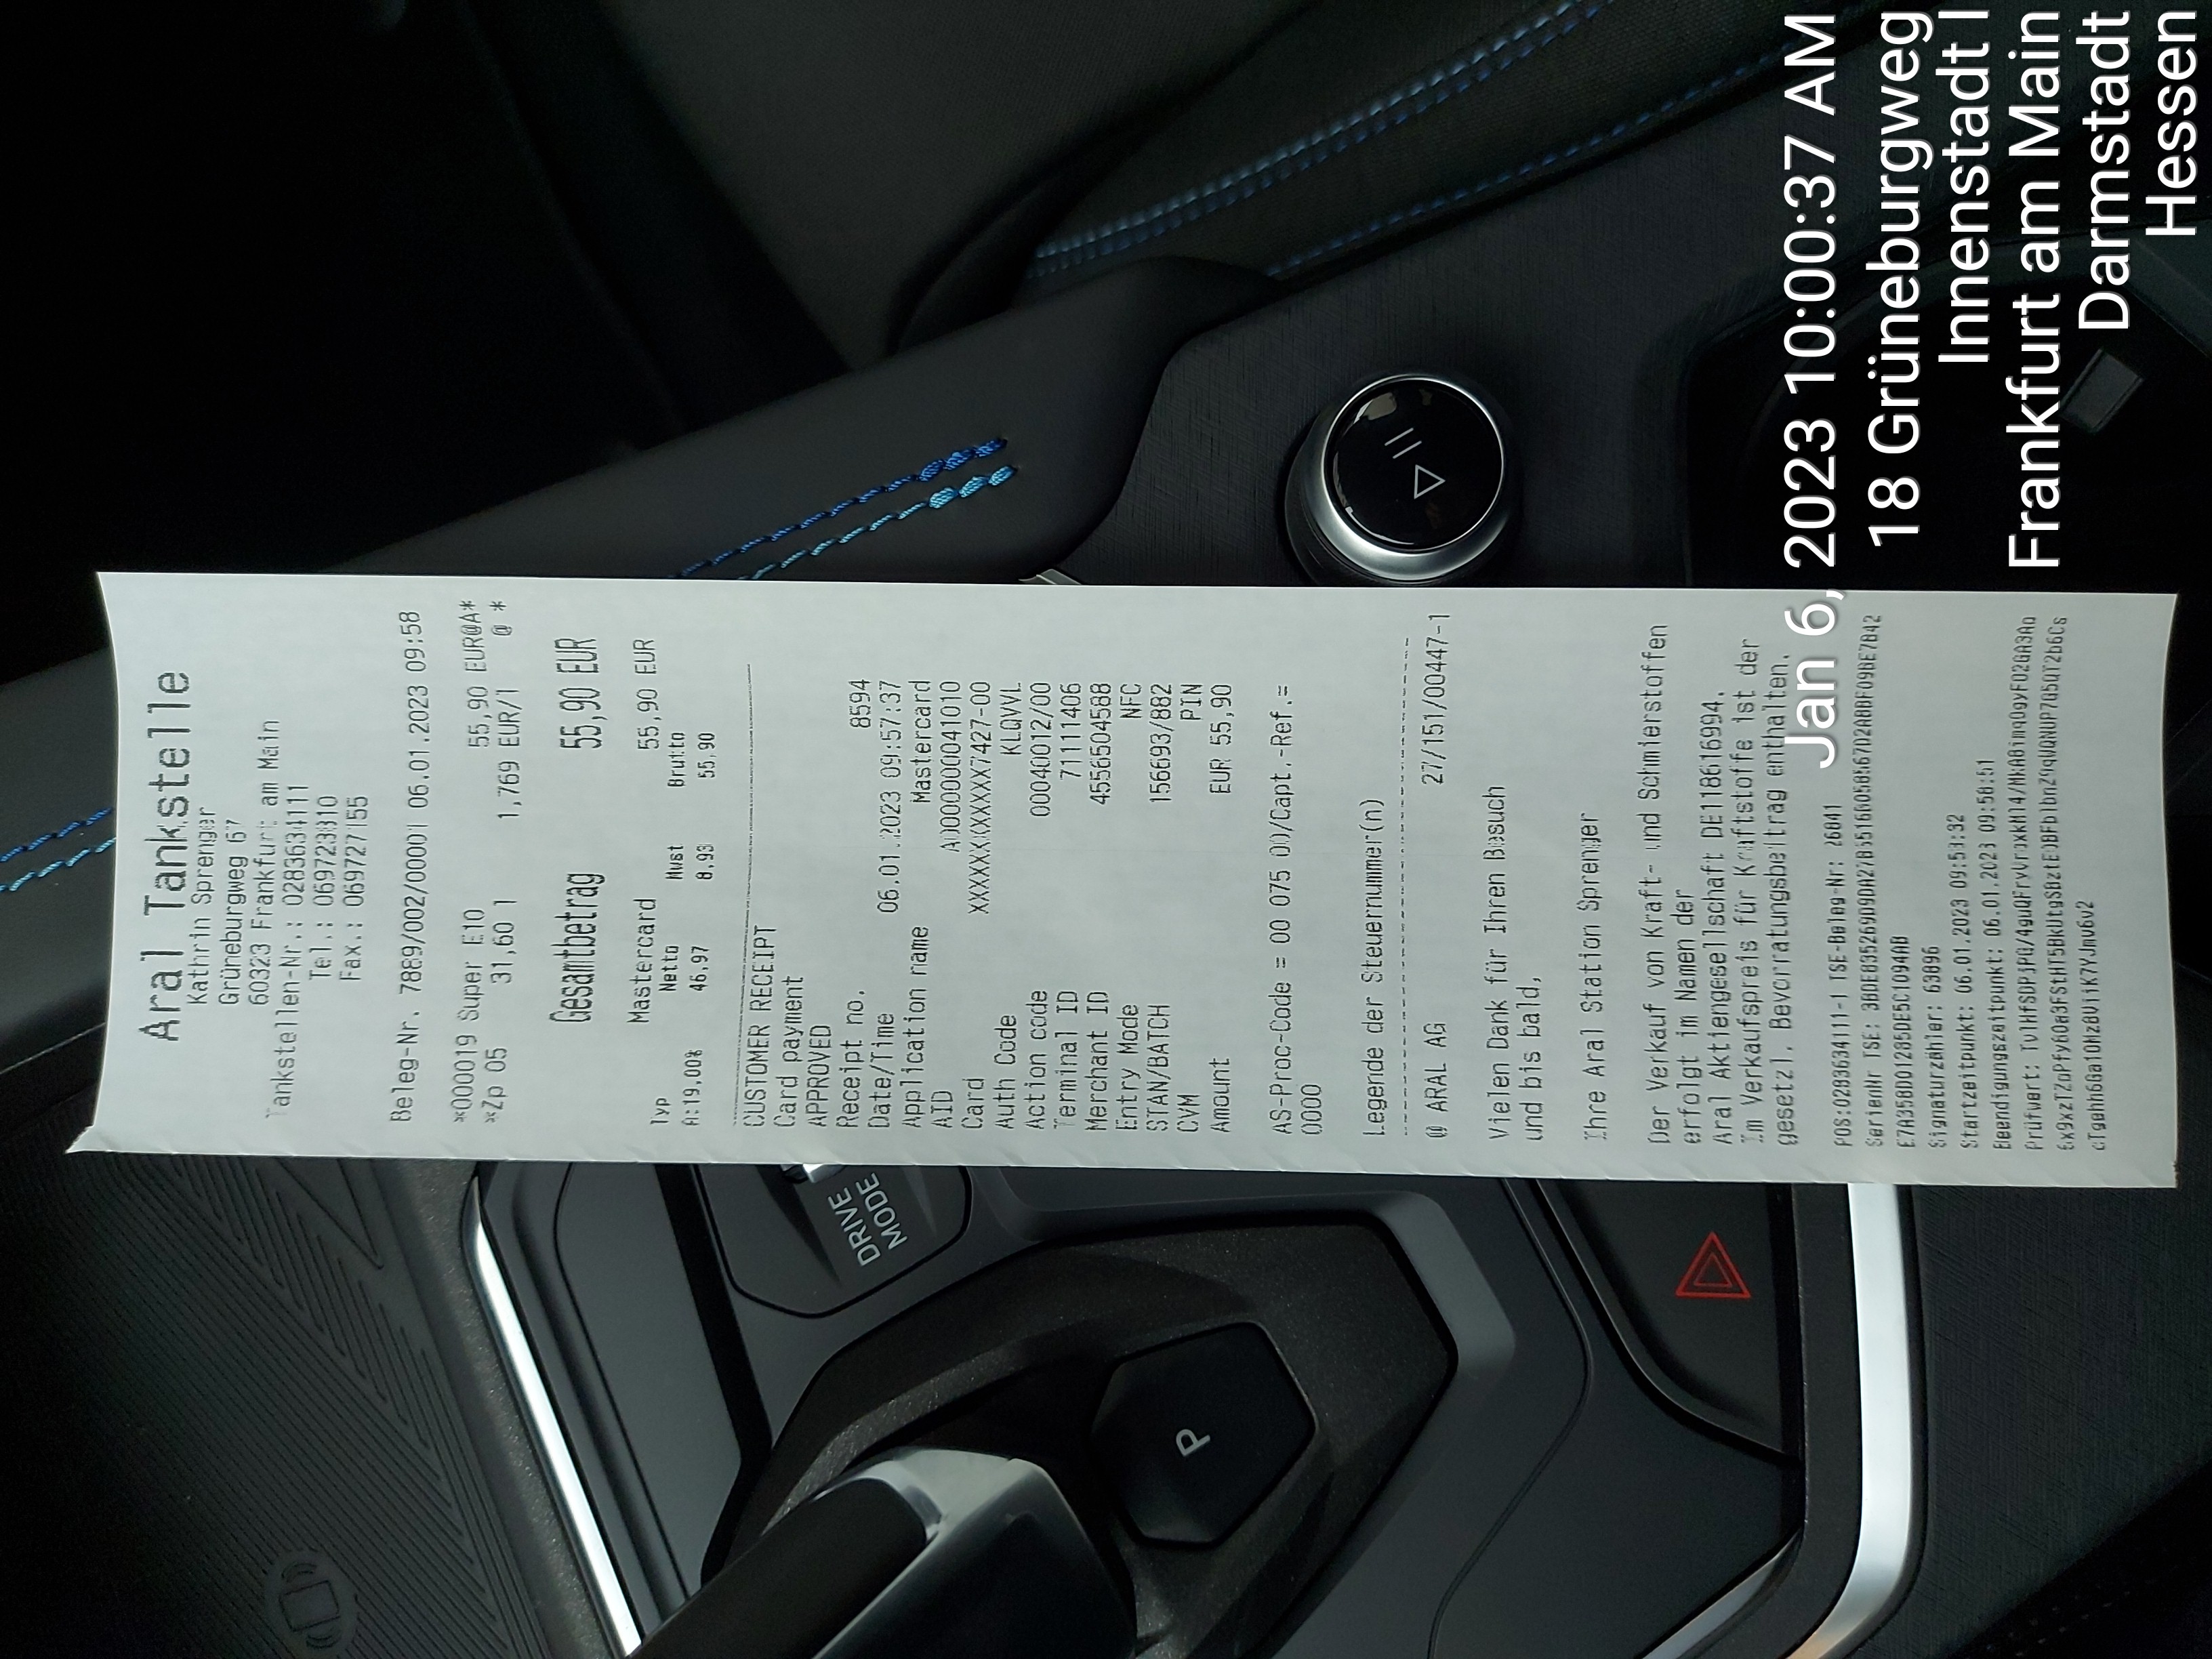 Aral Tankstelle
Kathrin Sprenger
Grüneburgweg 67
60323 Frankfurt am Main
Tankstellen-Nr.: 0283634111
Tel.: 069723810
Fax.: 069727155
Beleg-Nr. 7889/002/00001 06.01.2023 09:58
*000019 Super E10 55,90 EUR@A*
*Zp 05 31,60 l 1,769 EUR/l @ *
Gesamtbetrag 55,90 EUR
Mastercard 55,90 EUR
Typ Netto Mwst Brutto
A:19,00% 46,97 8,93 55,90
CUSTOMER RECEIPT
Card payment
APPROVED
Receipt no. 8594
Date/Time 06.01.2023 09:57:37
Application name Mastercard
AID A0000000041010
Card XXXXXXXXXXXX7427-00
Auth Code KLQVVL
Action code 00040012/00
Terminal ID 71111406
Merchant ID 4556504588
Entry Mode NFC
STAN/BATCH 156693/882
CVM PIN
Amount EUR 55,90
AS-Proc-Code = 00 075 00/Capt.-Ref.=
0000
Legende der Steuernummer(n)
@ ARAL AG 27/151/00447-1
Vielen Dank für Ihren Besuch
und bis bald,
Ihre Aral Station Sprenger
Der Verkauf von Kraft- und Schmierstoffen
erfolgt im Namen der
Aral Aktiengesellschaft DE118616994.
Im Verkaufspreis für Kraftstoffe ist der
gesetzl. Bevorratungsbeitrag enthalten.
POS:0283634111-1 TSE-Beleg-Nr: 26841
SerienNr TSE:
E7A358D01285DE5C1094AB
Signaturzähler: 63896
Startzeitpunkt: 06.01.2023
Beendigungszeitpunkt: 06.01.2023 09:58:51
Prüfwert:
DRIVE
MODE
P
Jan 6, 2023 10:00:37 AM
18 Grüneburgweg
Innenstadt I
Frankfurt am Main
Darmstadt
Hessen